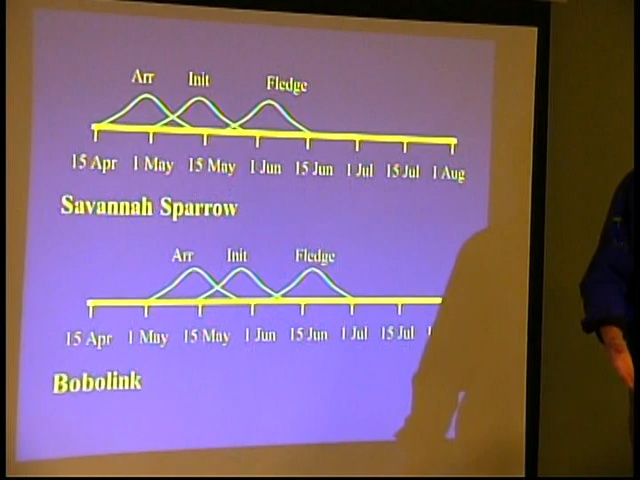 Arr Init Fledge
15 Apr 1 May 15 May 1 Jun 15 Jun 1 Jul 15 Jul 1 Aug
Savannah Sparrow
Arr Init Fledge
15 Apr 1 May 15 May 1 Jun 15 Jun 1 Jul 15 Jul
Bobolink